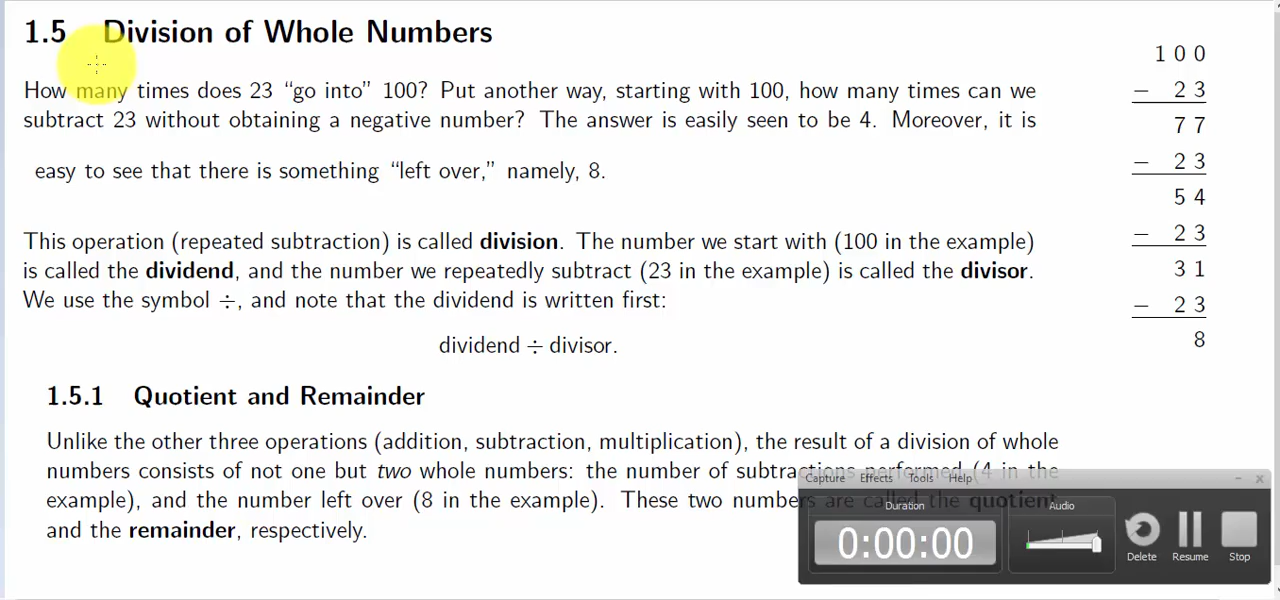 1.5 Division of Whole Numbers
How many times does 23 “go into” 100? Put another way, starting with 100, how many times can we
subtract 23 without obtaining a negative number? The answer is easily seen to be 4. Moreover, it is
easy to see that there is something “left over,” namely, 8.
This operation (repeated subtraction) is called division. The number we start with (100 in the example)
is called the dividend, and the number we repeatedly subtract (23 in the example) is called the divisor.
We use the symbol ÷, and note that the dividend is written first:
dividend ÷ divisor.
1 0 0
− 2 3
7 7
− 2 3
5 4
− 2 3
3 1
− 2 3
8
1.5.1 Quotient and Remainder
Unlike the other three operations (addition, subtraction, multiplication), the result of a division of whole
numbers consists of not one but two whole numbers: the number of subtractions performed (4 in the
example), and the number left over (8 in the example). These two numbers are called the quotient
and the remainder, respectively.
Capture Effects Tools Help
Duration
Audio
0:00:00
Delete Resume Stop